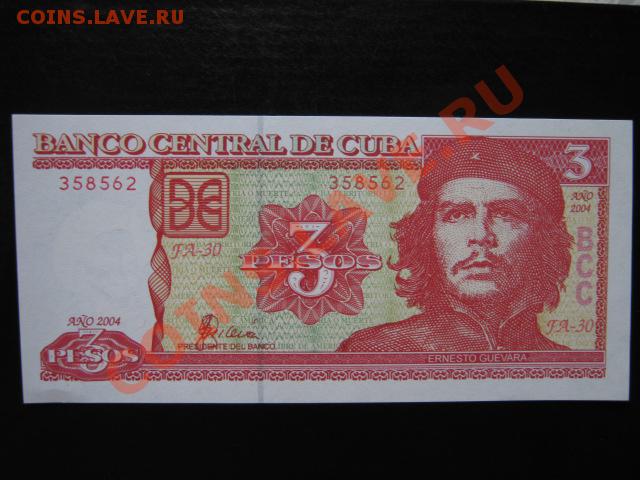 COINS.LAVE.RU
COINS.LAVE.RU
BANCO CENTRAL DE CUBA
3
358562
358562
AÑO
2004
FA-30
3
PESOS
BCC
AÑO 2004
FA-30
3
PESOS
PRESIDENTE DEL BANCO
ERNESTO GUEVARA